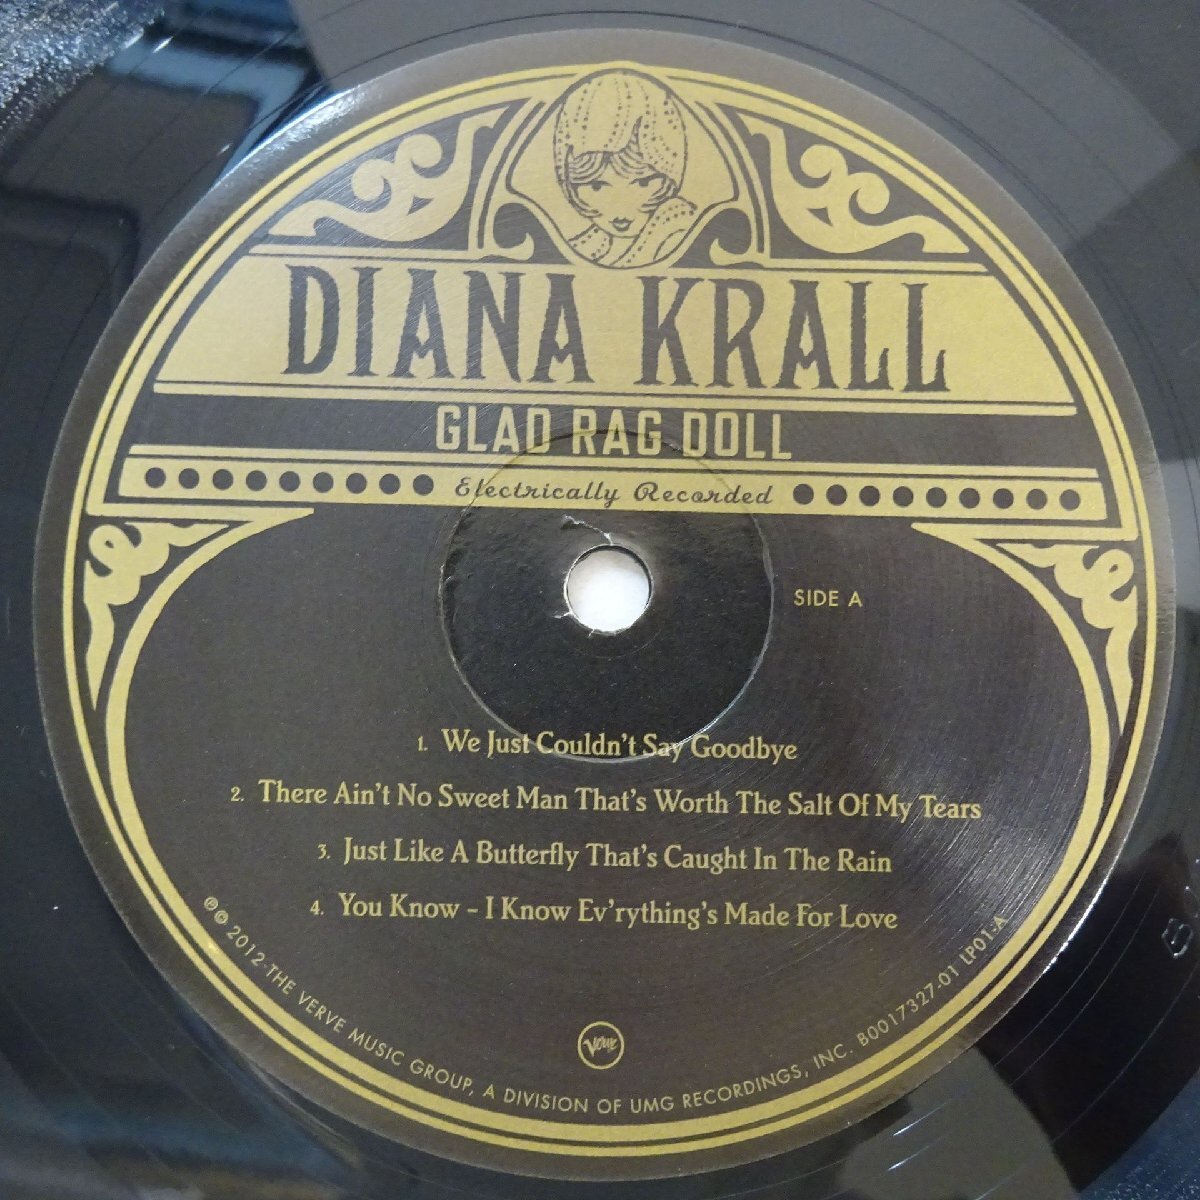 DIANA KRALL
GLAD RAG DOLL
Electrically Recorded
SIDE A
1. We Just Couldn't Say Goodbye
2. There Ain't No Sweet Man That's Worth The Salt Of My Tears
3. Just Like A Butterfly That's Caught In The Rain
4. You Know – I Know Ev'rything's Made For Love
℗© 2012 THE VERVE MUSIC GROUP, A DIVISION OF UMG RECORDINGS, INC. B0017327-01 LP01-A
Verve